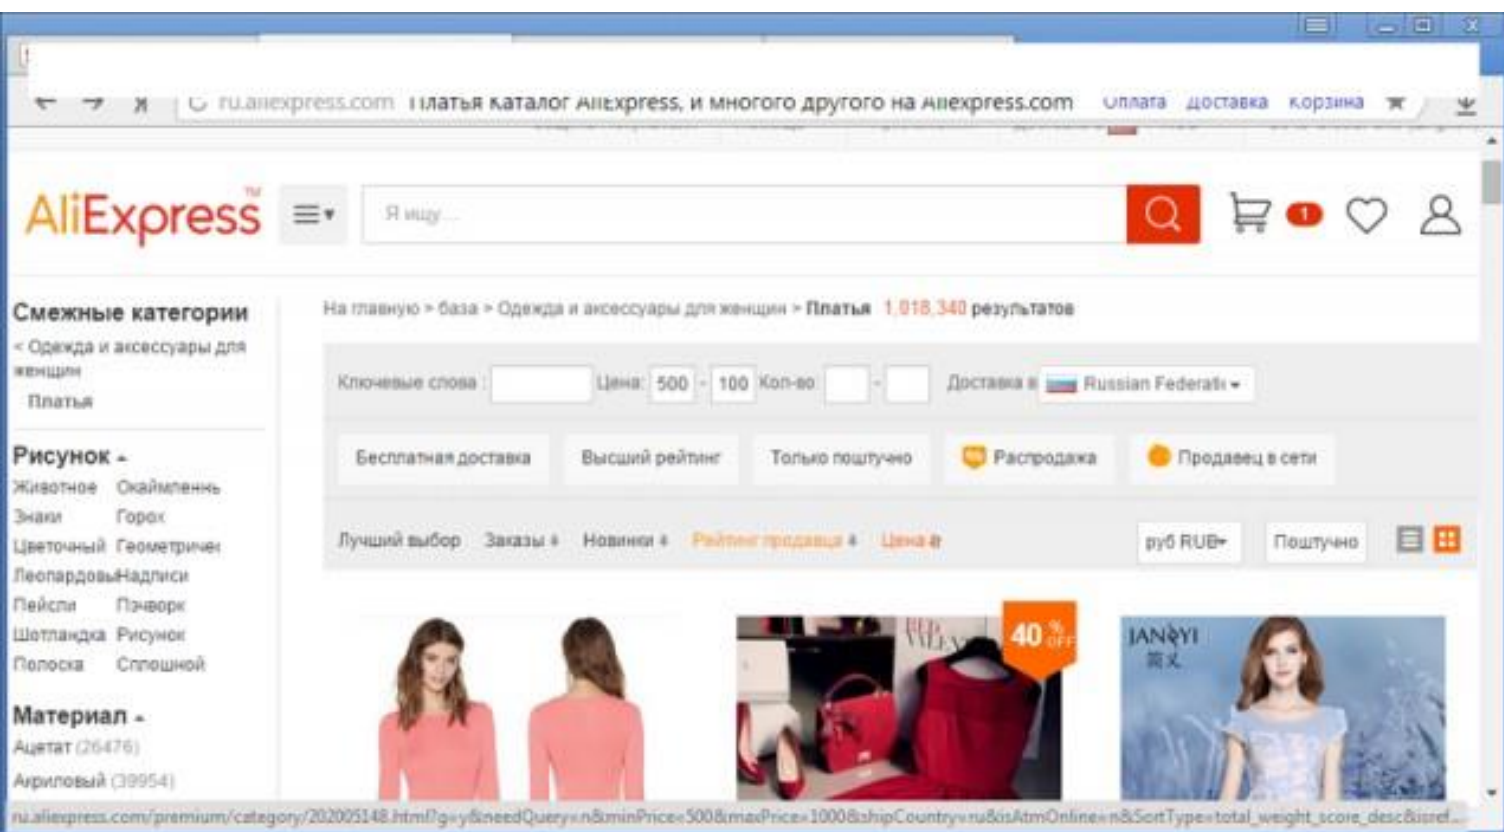 ru.aliexpress.com Платья каталог AliExpress, и многого другого на Aliexpress.com Оплата Доставка Корзина
AliExpress TM
Я ищу...
1
Смежные категории
< Одежда и аксессуары для
женщин
Платья
На главную > база > Одежда и аксессуары для женщин > Платья 1,018,340 результатов
Ключевые слова : Цена: 500 - 100 Кол-во - Доставка в Russian Federatic
Бесплатная доставка Высший рейтинг Только поштучно Распродажа Продавец в сети
Лучший выбор Заказы Новинки Рейтинг продавца Цена руб RUB Поштучно
Рисунок
Животное Окаймленнь
Знаки Горох
Цветочный Геометричес
Леопардовы Надписи
Пейсли Пэчворк
Шотландка Рисунок
Полоска Сплошной
Материал
Ацетат (26476)
Акриловый (39954)
40 % OFF
RED
JANQYI
ru.aliexpress.com/premium/category/202005148.html?g=y&needQuery=n&minPrice=500&maxPrice=1000&shipCountry=ru&isAtmOnline=n&SortType=total_weight_score_desc&isref...